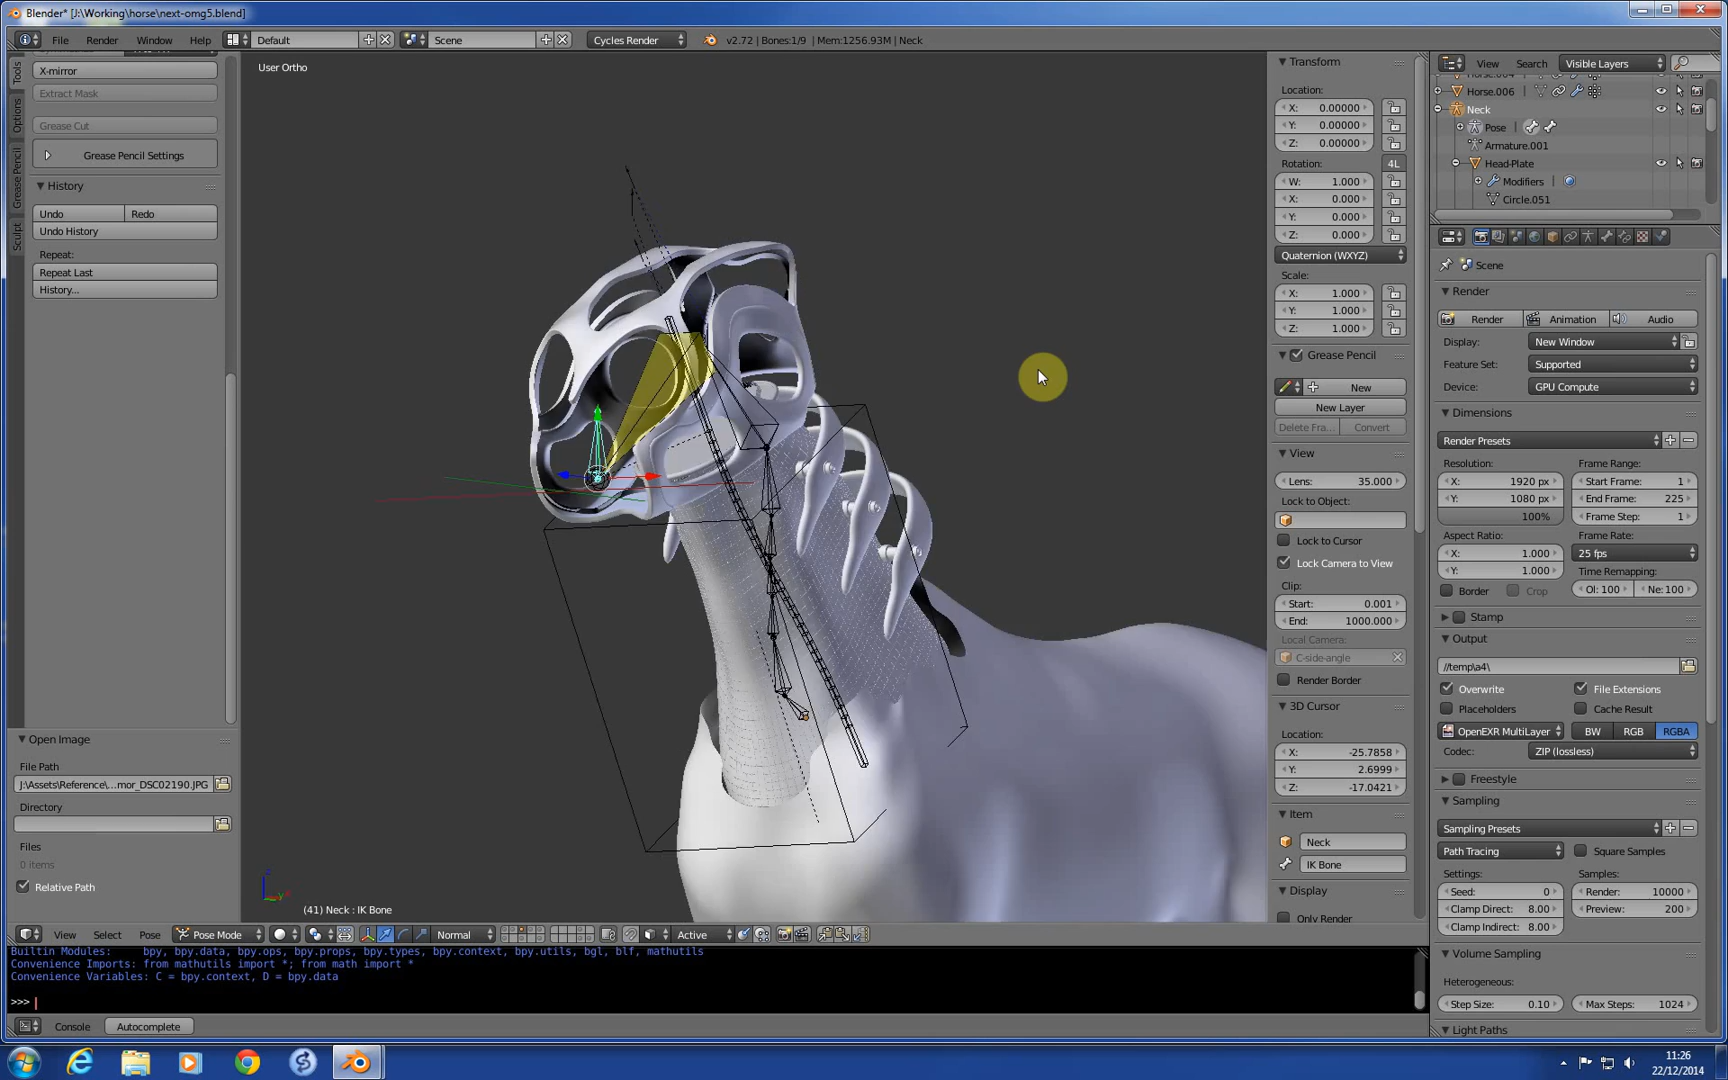 Blender* [J:\Working\horse\next-omg5.blend]
File Render Window Help Default Scene Cycles Render v2.72 | Bones:1/9 | Mem:1256.93M | Neck
Tools
Options
Grease Pencil
Sculpt
X-mirror
Extract Mask
Grease Cut
Grease Pencil Settings
History
Undo Redo
Undo History
Repeat:
Repeat Last
History...
Open Image
File Path
J:\Assets\Reference\...mor_DSC02190.JPG
Directory
Files
0 items
Relative Path
User Ortho
(41) Neck : IK Bone
View Select Pose Pose Mode Normal Active
Builtin Modules: bpy, bpy.data, bpy.ops, bpy.props, bpy.types, bpy.context, bpy.utils, bgl, blf, mathutils
Convenience Imports: from mathutils import *; from math import *
Convenience Variables: C = bpy.context, D = bpy.data
>>>
Console Autocomplete
Transform
Location:
X: 0.00000
Y: 0.00000
Z: 0.00000
Rotation: 4L
W: 1.000
X: 0.000
Y: 0.000
Z: 0.000
Quaternion (WXYZ)
Scale:
X: 1.000
Y: 1.000
Z: 1.000
Grease Pencil
New
New Layer
Delete Fra... Convert
View
Lens: 35.000
Lock to Object:
Lock to Cursor
Lock Camera to View
Clip:
Start: 0.001
End: 1000.000
Local Camera:
C-side-angle
Render Border
3D Cursor
Location:
X: -25.7858
Y: 2.6999
Z: -17.0421
Item
Neck
IK Bone
Display
Only Render
View Search Visible Layers
Horse.006
Neck
Pose
Armature.001
Head-Plate
Modifiers
Circle.051
Scene
Render
Render Animation Audio
Display: New Window
Feature Set: Supported
Device: GPU Compute
Dimensions
Render Presets
Resolution: Frame Range:
X: 1920 px Start Frame: 1
Y: 1080 px End Frame: 225
100% Frame Step: 1
Aspect Ratio: Frame Rate:
X: 1.000 25 fps
Y: 1.000 Time Remapping:
Border Crop Ol: 100 Ne: 100
Stamp
Output
//temp\a4\
Overwrite File Extensions
Placeholders Cache Result
OpenEXR MultiLayer BW RGB RGBA
Codec: ZIP (lossless)
Freestyle
Sampling
Sampling Presets
Path Tracing Square Samples
Settings: Samples:
Seed: 0 Render: 10000
Clamp Direct: 8.00 Preview: 200
Clamp Indirect: 8.00
Volume Sampling
Heterogeneous:
Step Size: 0.10 Max Steps: 1024
Light Paths
11:26
22/12/2014